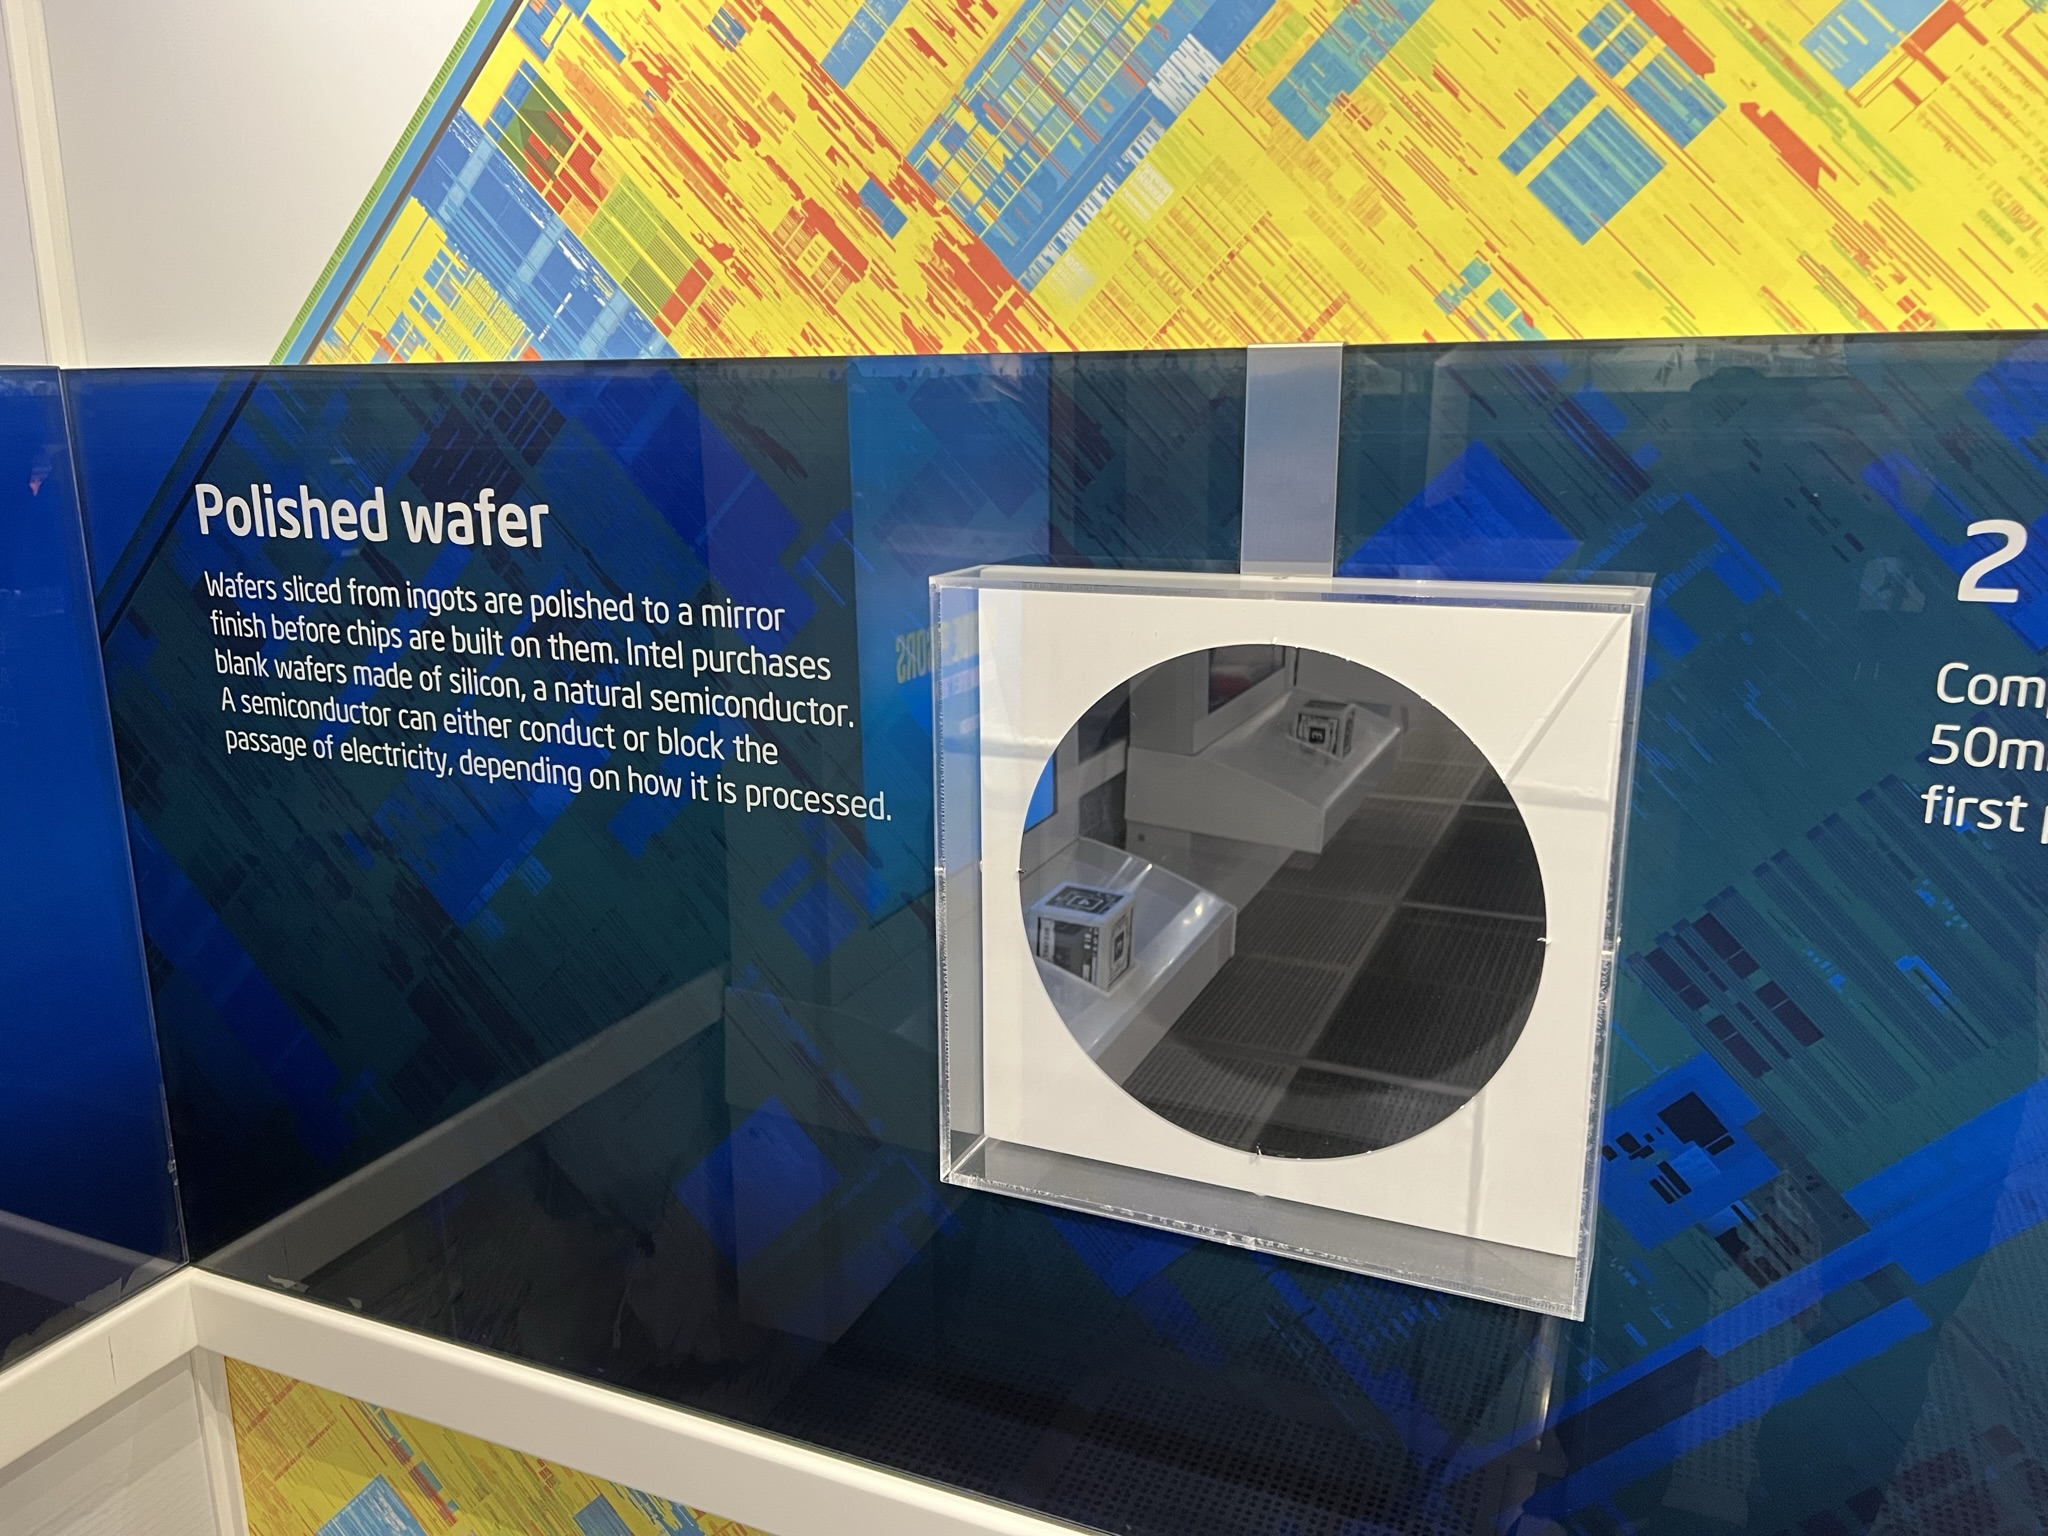 Polished wafer
Wafers sliced from ingots are polished to a mirror
finish before chips are built on them. Intel purchases
blank wafers made of silicon, a natural semiconductor.
A semiconductor can either conduct or block the
passage of electricity, depending on how it is processed.
2
first